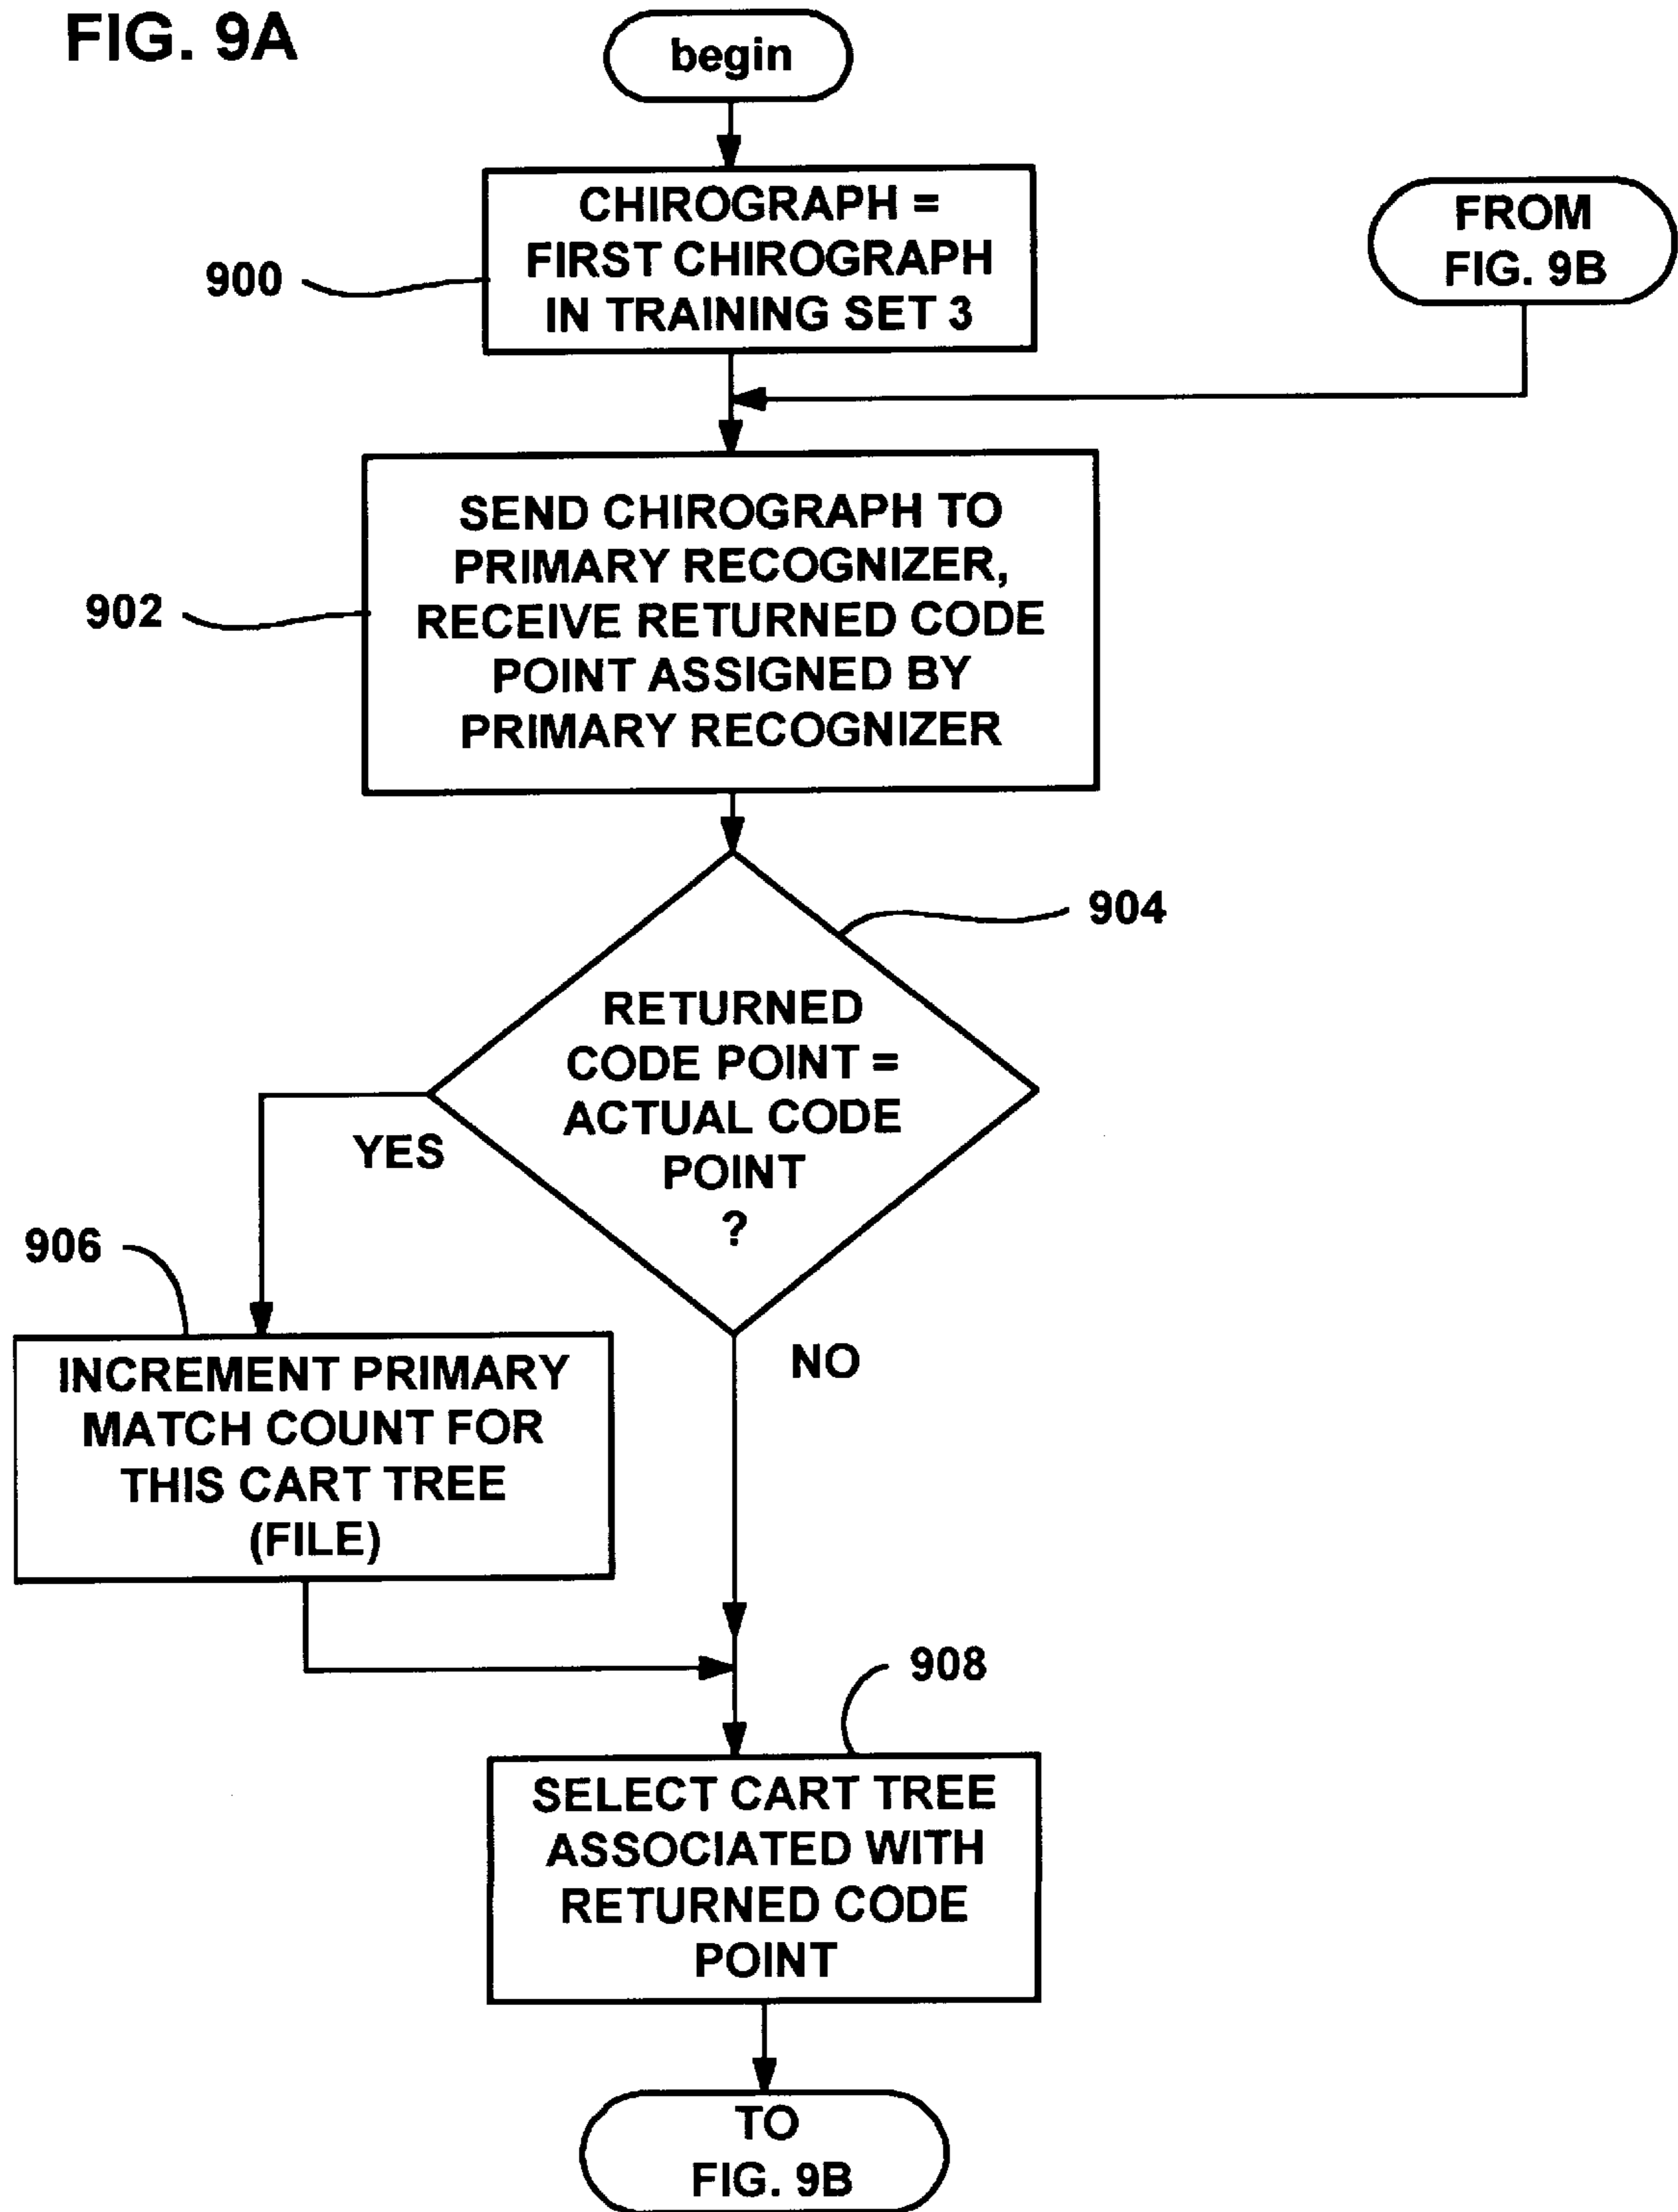 FIG. 9A
begin
CHIROGRAPH =
FIRST CHIROGRAPH
IN TRAINING SET 3
900
FROM
FIG. 9B
SEND CHIROGRAPH TO
PRIMARY RECOGNIZER,
RECEIVE RETURNED CODE
POINT ASSIGNED BY
PRIMARY RECOGNIZER
902
904
RETURNED
CODE POINT =
ACTUAL CODE
POINT
?
YES
NO
906
INCREMENT PRIMARY
MATCH COUNT FOR
THIS CART TREE
(FILE)
908
SELECT CART TREE
ASSOCIATED WITH
RETURNED CODE
POINT
TO
FIG. 9B